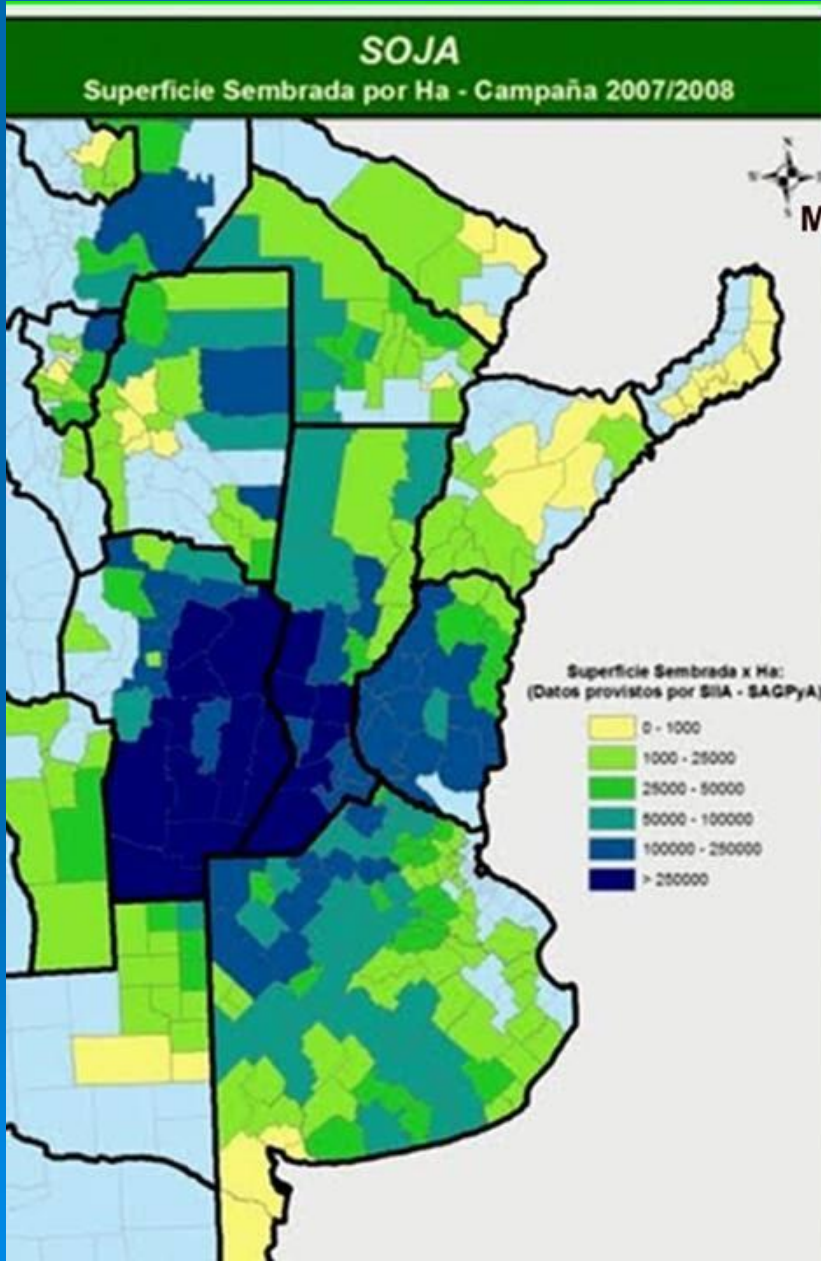 SOJA
Superficie Sembrada por Ha - Campaña 2007/2008
N
M
Superficie Sembrada x Ha:
(Datos provistos por SIIA - SAGPyA)
0 - 1000
1000 - 25000
25000 - 50000
50000 - 100000
100000 - 250000
> 250000